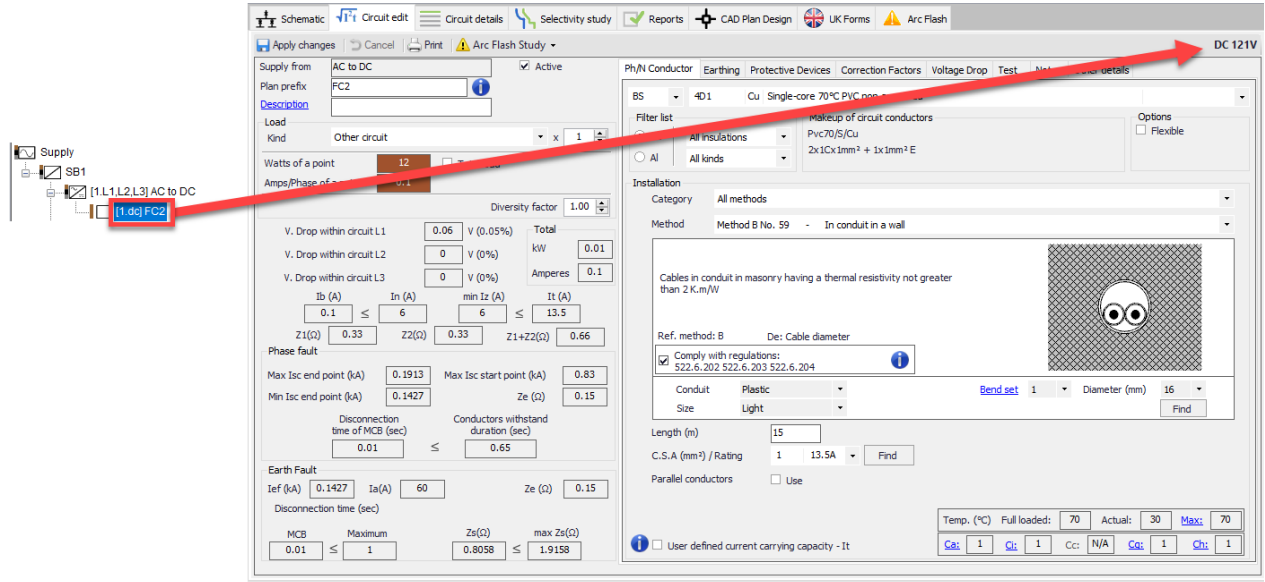 Supply
SB1
[1.L1,L2,L3] AC to DC
[1.dc] FC2
Schematic Circuit edit Circuit details Selectivity study Reports CAD Plan Design UK Forms Arc Flash
Apply changes Cancel Print Arc Flash Study DC 121V
Supply from AC to DC Active
Plan prefix FC2
Description
Load
Kind Other circuit x 1
Watts of a point 12
Amps/Phase of a 0.1
Diversity factor 1.00
V. Drop within circuit L1 0.06 V (0.05%)
V. Drop within circuit L2 0 V (0%)
V. Drop within circuit L3 0 V (0%)
Total
kW 0.01
Amperes 0.1
Ib (A) In (A) min Iz (A) It (A)
0.1 ≤ 6 6 ≤ 13.5
Z1(Ω) 0.33 Z2(Ω) 0.33 Z1+Z2(Ω) 0.66
Phase fault
Max Isc end point (kA) 0.1913 Max Isc start point (kA) 0.83
Min Isc end point (kA) 0.1427 Ze (Ω) 0.15
Disconnection
time of MCB (sec)
Conductors withstand
duration (sec)
0.01 ≤ 0.65
Earth Fault
Ief (kA) 0.1427 Ia(A) 60 Ze (Ω) 0.15
Disconnection time (sec)
MCB Maximum Zs(Ω) max Zs(Ω)
0.01 ≤ 1 0.8058 ≤ 1.9158
Ph/N Conductor Earthing Protective Devices Correction Factors Voltage Drop Test details
BS 4D1 Cu Single-core 70°C PVC
Filter list
All insulations
Al All kinds
Makeup of circuit conductors
Pvc70/S/Cu
2x1Cx1mm² + 1x1mm² E
Options
Flexible
Installation
Category All methods
Method Method B No. 59 - In conduit in a wall
Cables in conduit in masonry having a thermal resistivity not greater
than 2 K.m/W
Ref. method: B De: Cable diameter
Comply with regulations:
522.6.202 522.6.203 522.6.204
Conduit Plastic Bend set 1 Diameter (mm) 16
Size Light Find
Length (m) 15
C.S.A (mm²) / Rating 1 13.5A Find
Parallel conductors Use
Temp. (°C) Full loaded: 70 Actual: 30 Max: 70
User defined current carrying capacity - It
Ca: 1 Ci: 1 Cc: N/A Cg: 1 Ch: 1